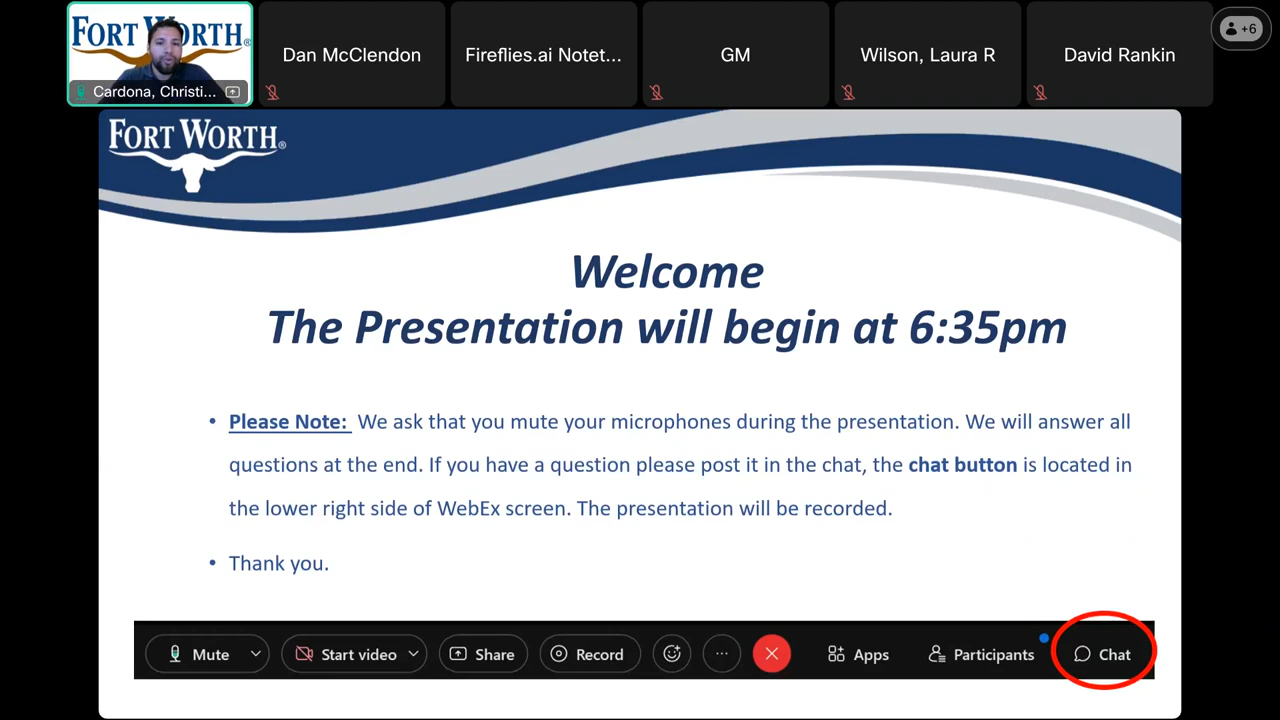 FORT WORTH®
Cardona, Christi...
Dan McClendon
Fireflies.ai Notet...
GM
Wilson, Laura R
David Rankin
+6
FORT WORTH®
Welcome
The Presentation will begin at 6:35pm
• Please Note: We ask that you mute your microphones during the presentation. We will answer all
questions at the end. If you have a question please post it in the chat, the chat button is located in
the lower right side of WebEx screen. The presentation will be recorded.
• Thank you.
Mute
Start video
Share
Record
Apps
Participants
Chat